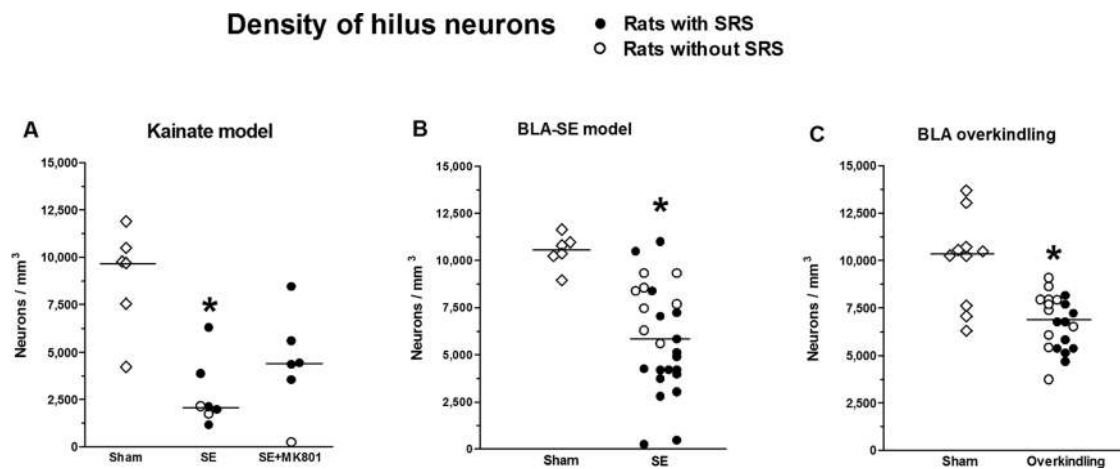 Density of hilus neurons
● Rats with SRS
○ Rats without SRS
A
Kainate model
Neurons / mm³
15,000
12,500
10,000
7,500
5,000
2,500
0
Sham
SE
SE+MK801
*
B
BLA-SE model
Neurons / mm³
15,000
12,500
10,000
7,500
5,000
2,500
0
Sham
SE
*
C
BLA overkindling
Neurons / mm³
15,000
12,500
10,000
7,500
5,000
2,500
0
Sham
Overkindling
*